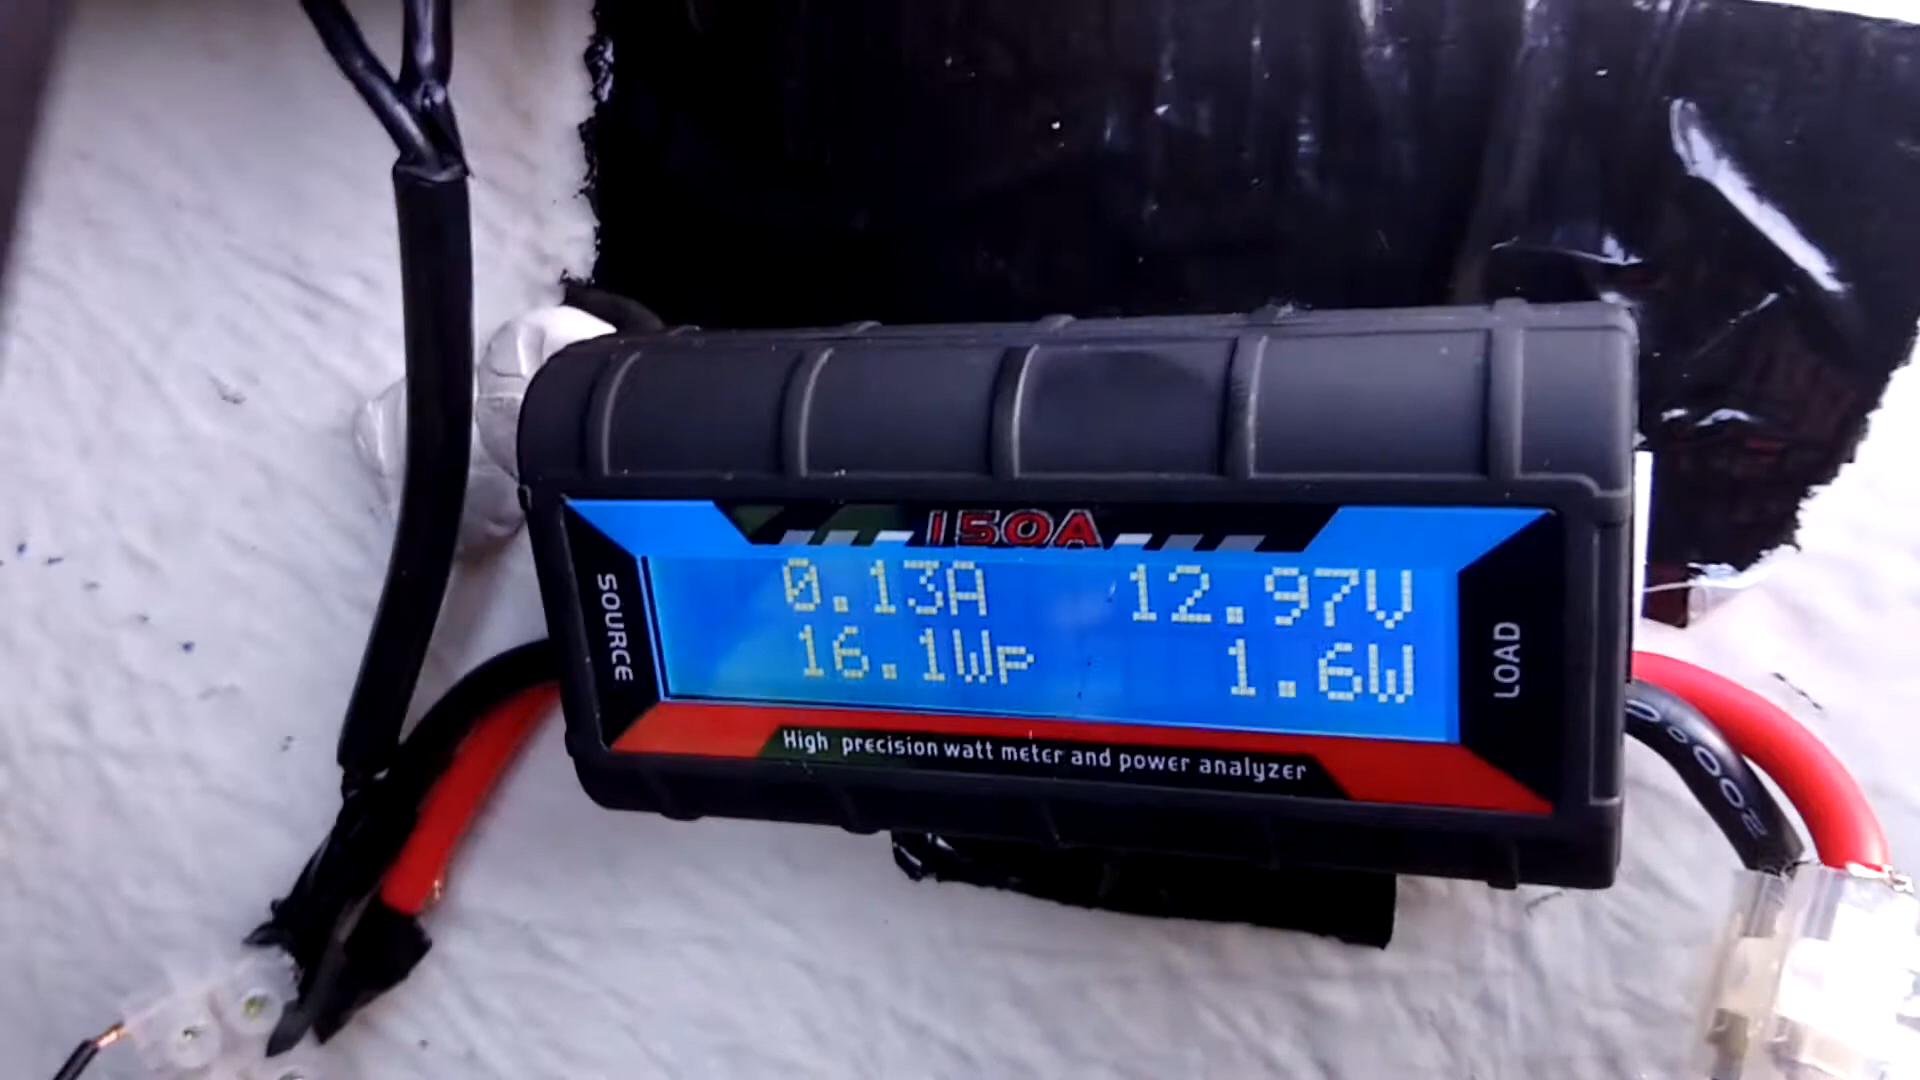 150A
SOURCE
0.13A 12.97V
16.1Wp 1.6W
LOAD
High precision watt meter and power analyzer